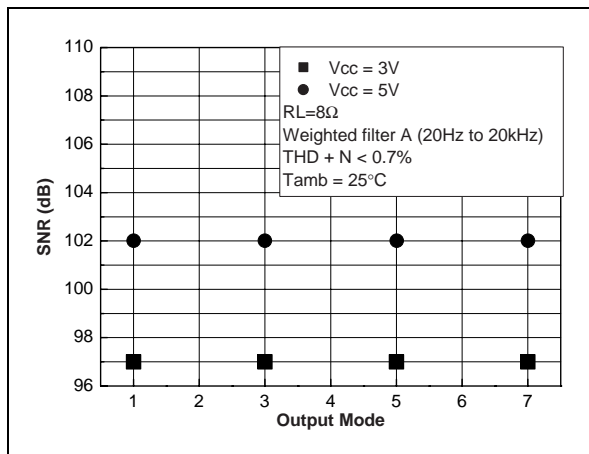 110
108
106
104
102
100
98
96
SNR (dB)
Vcc = 3V
Vcc = 5V
RL=8Ω
Weighted filter A (20Hz to 20kHz)
THD + N < 0.7%
Tamb = 25°C
1 2 3 4 5 6 7
Output Mode